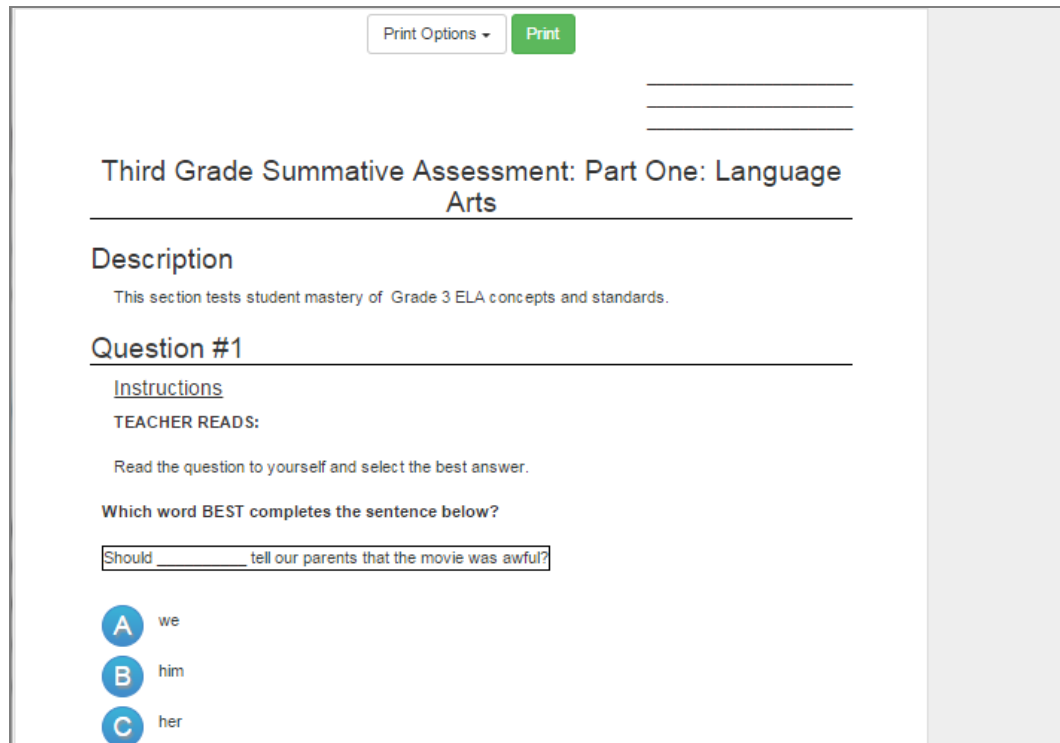 Print Options Print
Third Grade Summative Assessment: Part One: Language
Arts
Description
This section tests student mastery of Grade 3 ELA concepts and standards.
Question #1
Instructions
TEACHER READS:
Read the question to yourself and select the best answer.
Which word BEST completes the sentence below?
Should __________ tell our parents that the movie was awful?
A we
B him
C her